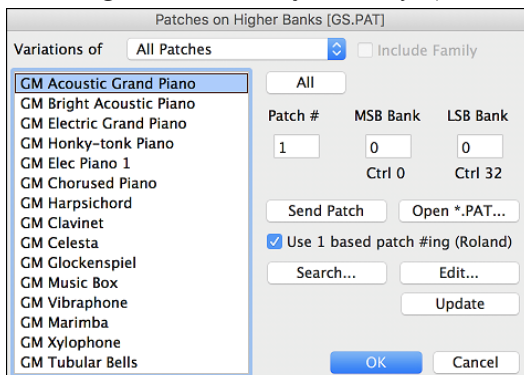 Patches on Higher Banks [GS.PAT]
Variations of All Patches Include Family
GM Acoustic Grand Piano
GM Bright Acoustic Piano
GM Electric Grand Piano
GM Honky-tonk Piano
GM Elec Piano 1
GM Chorused Piano
GM Harpsichord
GM Clavinet
GM Celesta
GM Glockenspiel
GM Music Box
GM Vibraphone
GM Marimba
GM Xylophone
GM Tubular Bells
All
Patch # MSB Bank LSB Bank
1 0 0
Ctrl 0 Ctrl 32
Send Patch Open *.PAT...
Use 1 based patch #ing (Roland)
Search... Edit...
Update
OK Cancel